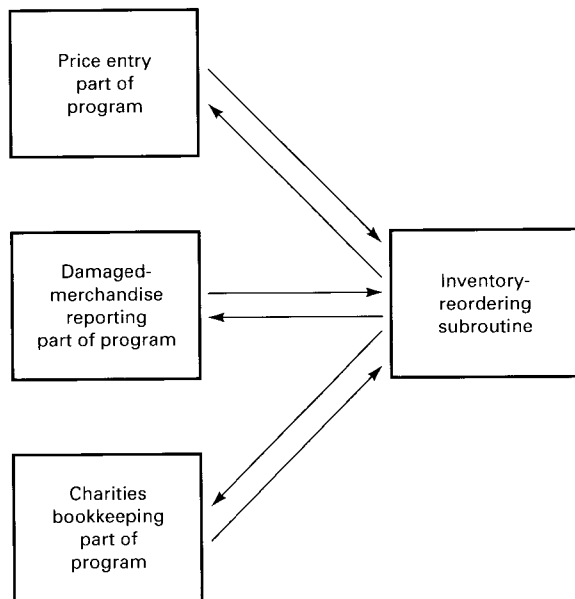 Price entry
part of
program
Damaged-
merchandise
reporting
part of program
Inventory-
reordering
subroutine
Charities
bookkeeping
part of
program